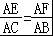 AE/AC = AF/AB